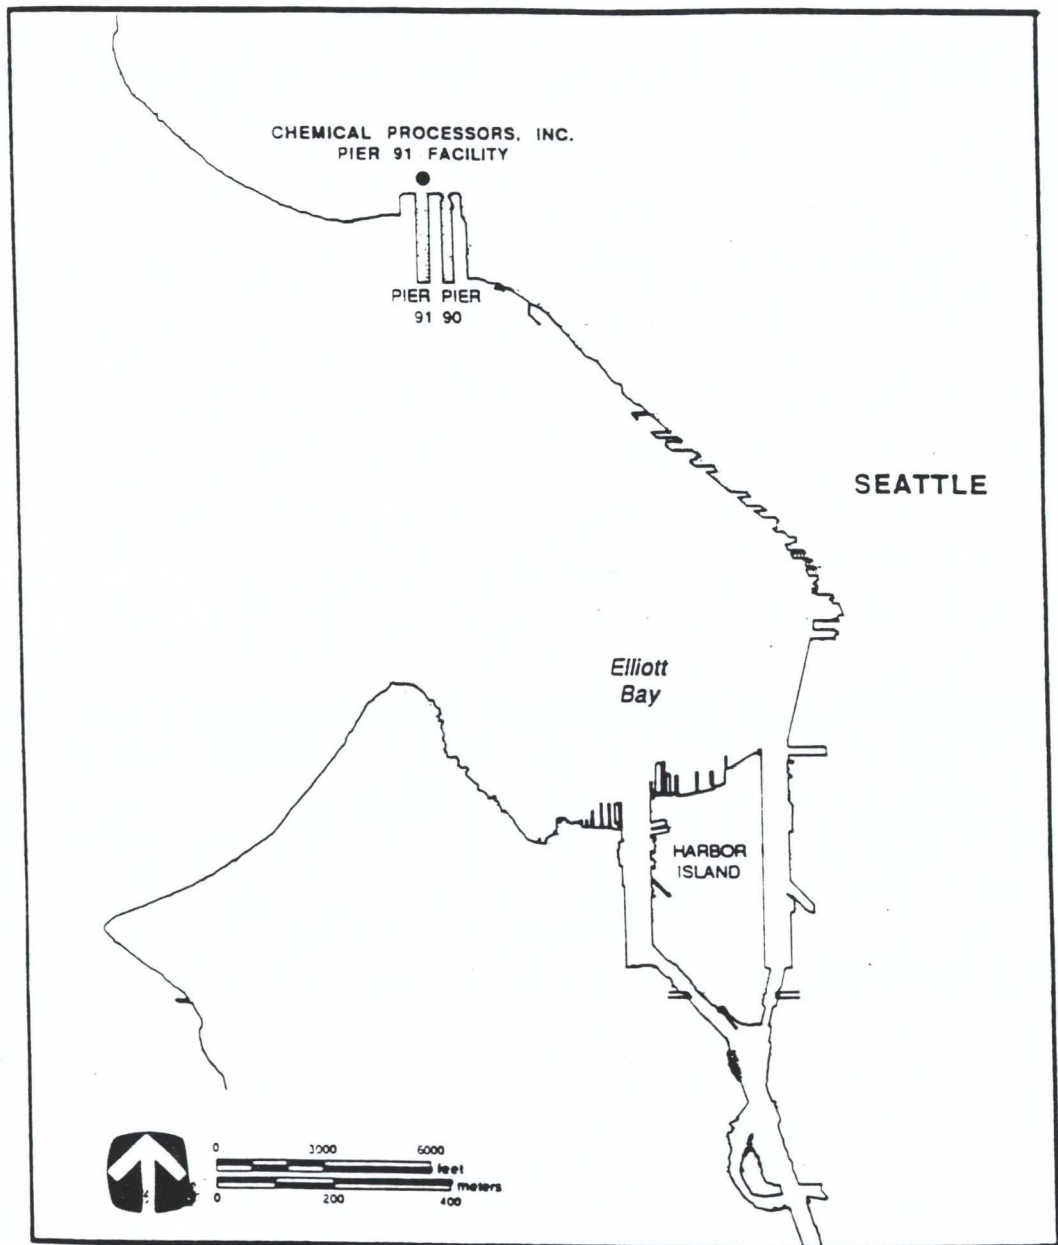 CHEMICAL PROCESSORS, INC.
PIER 91 FACILITY
PIER PIER
91 90
SEATTLE
Elliott
Bay
HARBOR
ISLAND
0 3000 6000
feet
meters
0 200 400